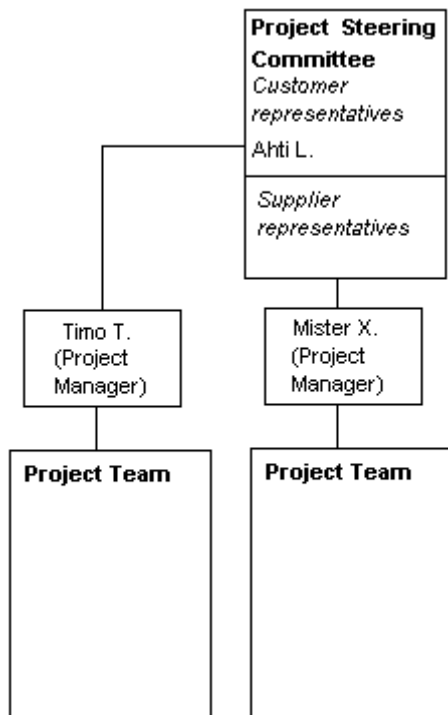 Project Steering
Committee
Customer
representatives
Ahti L.
Supplier
representatives
Timo T.
(Project
Manager)
Mister X.
(Project
Manager)
Project Team
Project Team